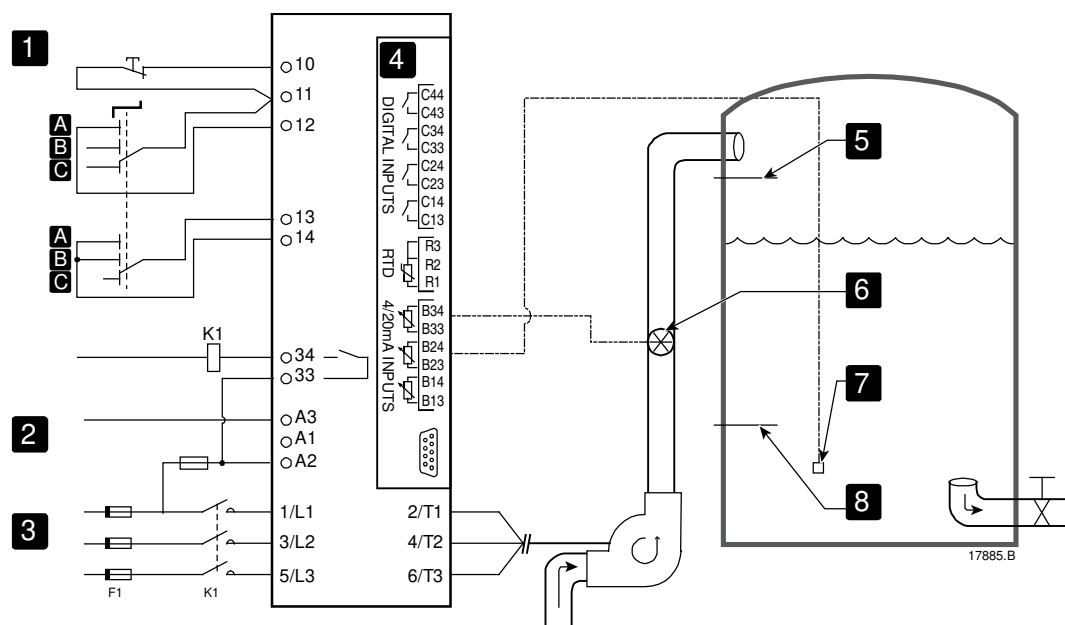 1
10
11
12
A
B
C
13
14
A
B
C
K1
34
33
2
A3
A1
A2
3
1/L1
3/L2
5/L3
F1
K1
2/T1
4/T2
6/T3
4
DIGITAL INPUTS
C44
C43
C34
C33
C24
C23
C14
C13
RTD
R3
R2
R1
4/20mA INPUTS
B34
B33
B24
B23
B14
B13
5
6
7
8
17885.B